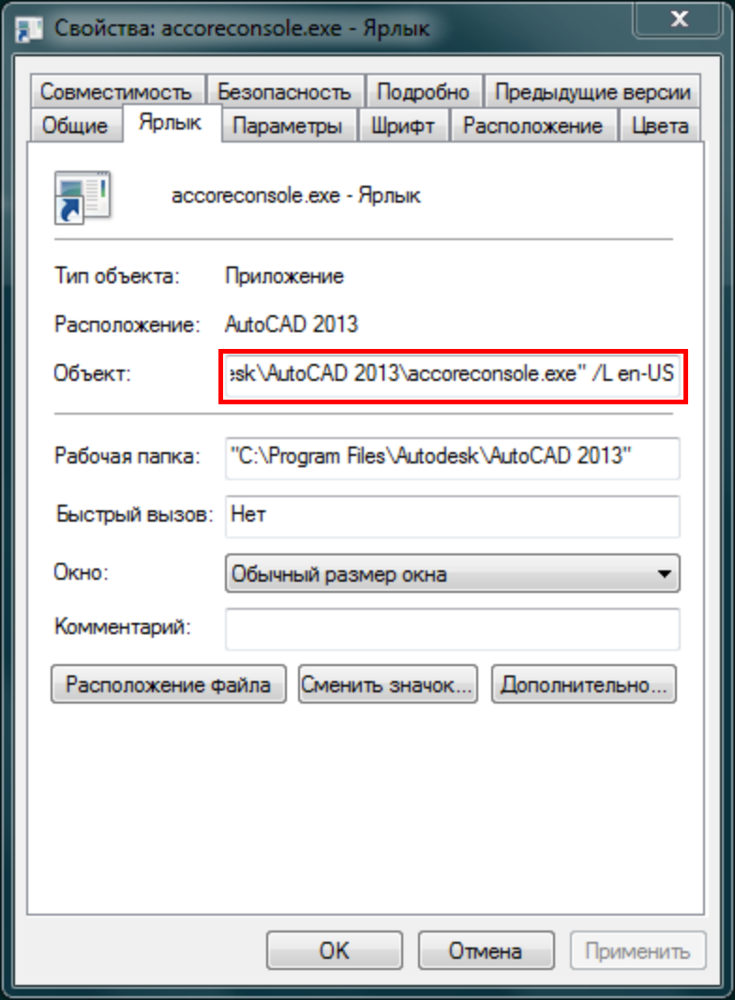 Свойства: accoreconsole.exe - Ярлык
Совместимость Безопасность Подробно Предыдущие версии
Общие Ярлык Параметры Шрифт Расположение Цвета
accoreconsole.exe - Ярлык
Тип объекта: Приложение
Расположение: AutoCAD 2013
Объект: esk\AutoCAD 2013\accoreconsole.exe" /L en-US
Рабочая папка: "C:\Program Files\Autodesk\AutoCAD 2013"
Быстрый вызов: Нет
Окно: Обычный размер окна
Комментарий:
Расположение файла Сменить значок... Дополнительно...
OK Отмена Применить